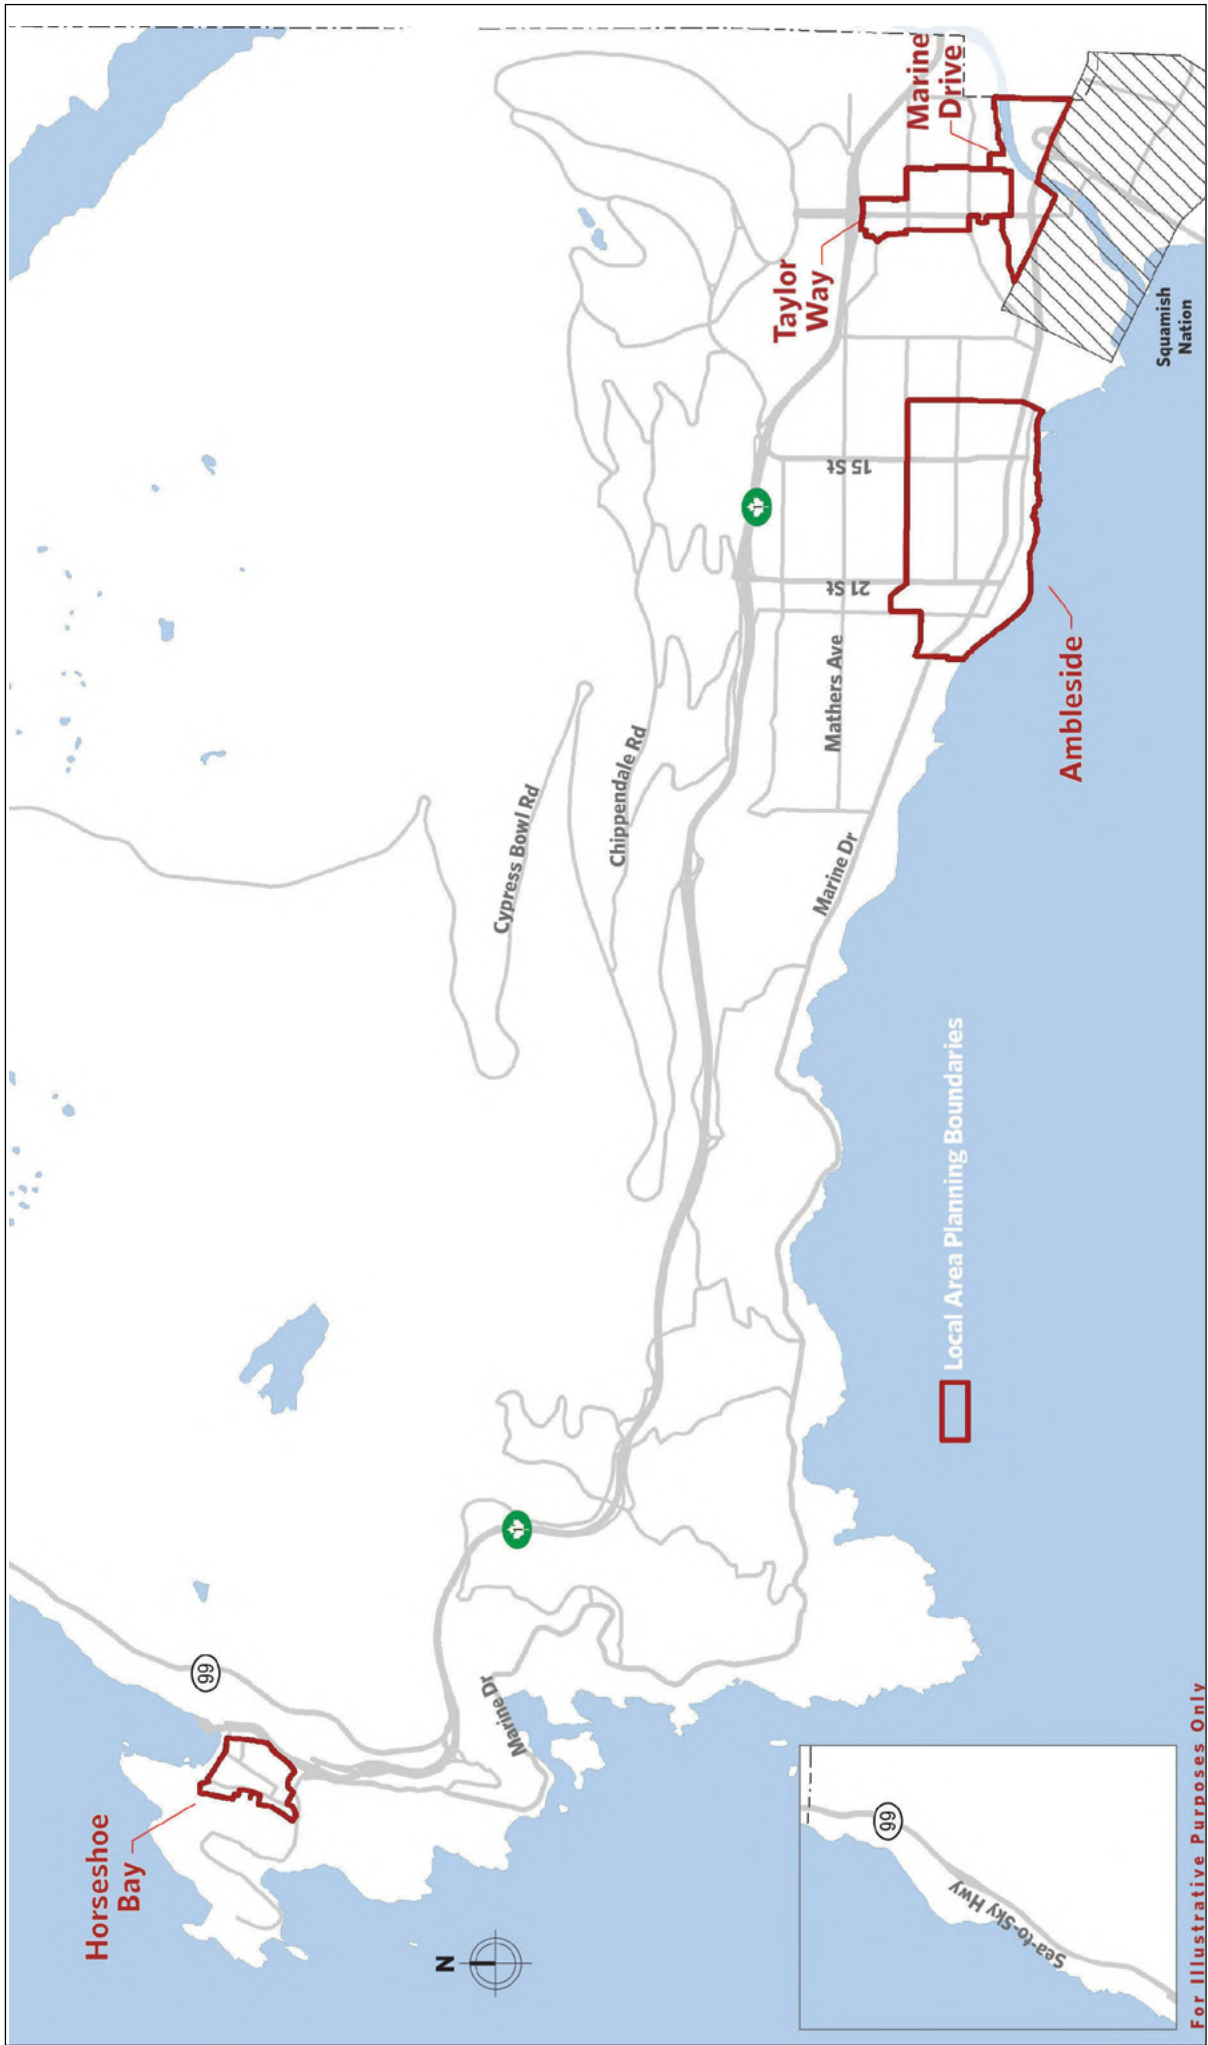 Horseshoe
Bay
99
Marine Dr
N
1
Cypress Bowl Rd
Chippendale Rd
Marine Dr
Mathers Ave
21 St
15 St
1
Taylor
Way
Marine
Drive
Ambleside
Squamish
Nation
Local Area Planning Boundaries
99
Sea-to-Sky Hwy
For Illustrative Purposes Only